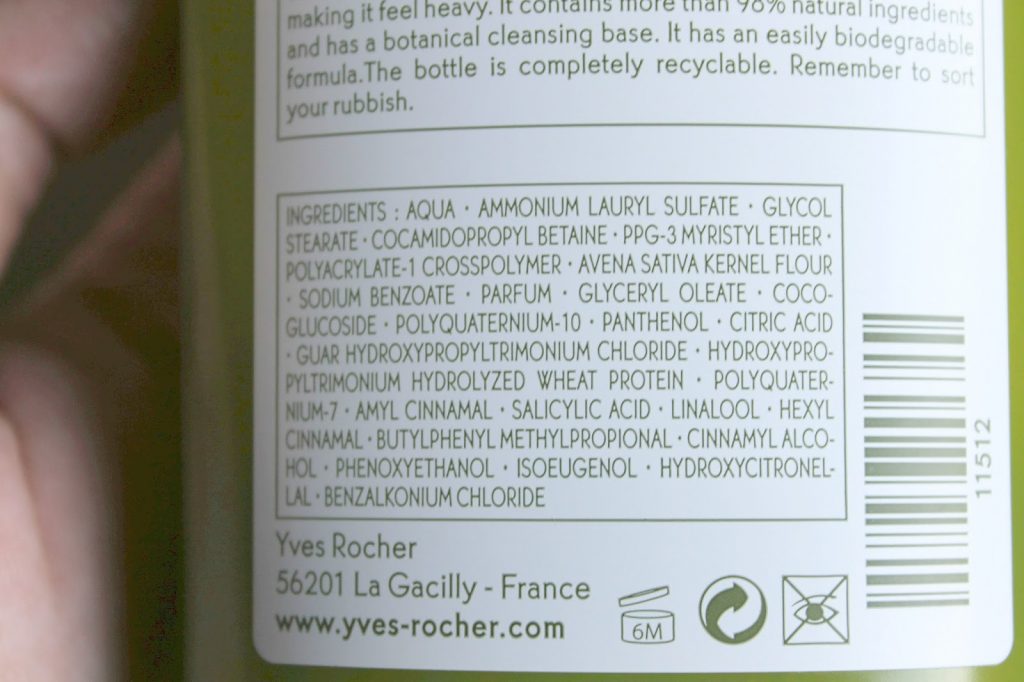 making it feel heavy. It contains more than 98% natural ingredients
and has a botanical cleansing base. It has an easily biodegradable
formula.The bottle is completely recyclable. Remember to sort
your rubbish.
INGREDIENTS : AQUA · AMMONIUM LAURYL SULFATE · GLYCOL
STEARATE · COCAMIDOPROPYL BETAINE · PPG-3 MYRISTYL ETHER ·
POLYACRYLATE-1 CROSSPOLYMER · AVENA SATIVA KERNEL FLOUR
· SODIUM BENZOATE · PARFUM · GLYCERYL OLEATE · COCO-
GLUCOSIDE · POLYQUATERNIUM-10 · PANTHENOL · CITRIC ACID
· GUAR HYDROXYPROPYLTRIMONIUM CHLORIDE · HYDROXYPRO-
PYLTRIMONIUM HYDROLYZED WHEAT PROTEIN · POLYQUATER-
NIUM-7 · AMYL CINNAMAL · SALICYLIC ACID · LINALOOL · HEXYL
CINNAMAL · BUTYLPHENYL METHYLPROPIONAL · CINNAMYL ALCO-
HOL · PHENOXYETHANOL · ISOEUGENOL · HYDROXYCITRONEL-
LAL · BENZALKONIUM CHLORIDE
11512
Yves Rocher
56201 La Gacilly - France
www.yves-rocher.com
6M